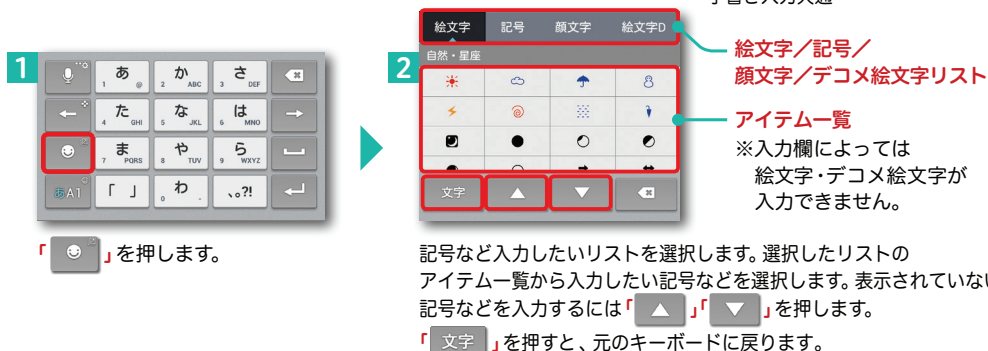 手書き入力共通
1
あ
1 @
か
2 ABC
さ
3 DEF
た
4 GHI
な
5 JKL
は
6 MNO
ま
7 PQRS
や
8 TUV
ら
9 WXYZ
あA1
「 」
わ
0 -
、。?!
「 」を押します。
2
絵文字 記号 顔文字 絵文字D
自然・星座
文字
絵文字／記号／
顔文字／デコメ絵文字リスト
アイテム一覧
※入力欄によっては
絵文字・デコメ絵文字が
入力できません。
記号など入力したいリストを選択します。選択したリストの
アイテム一覧から入力したい記号などを選択します。表示されていない
記号などを入力するには「 」「 」を押します。
「 文字 」を押すと、元のキーボードに戻ります。